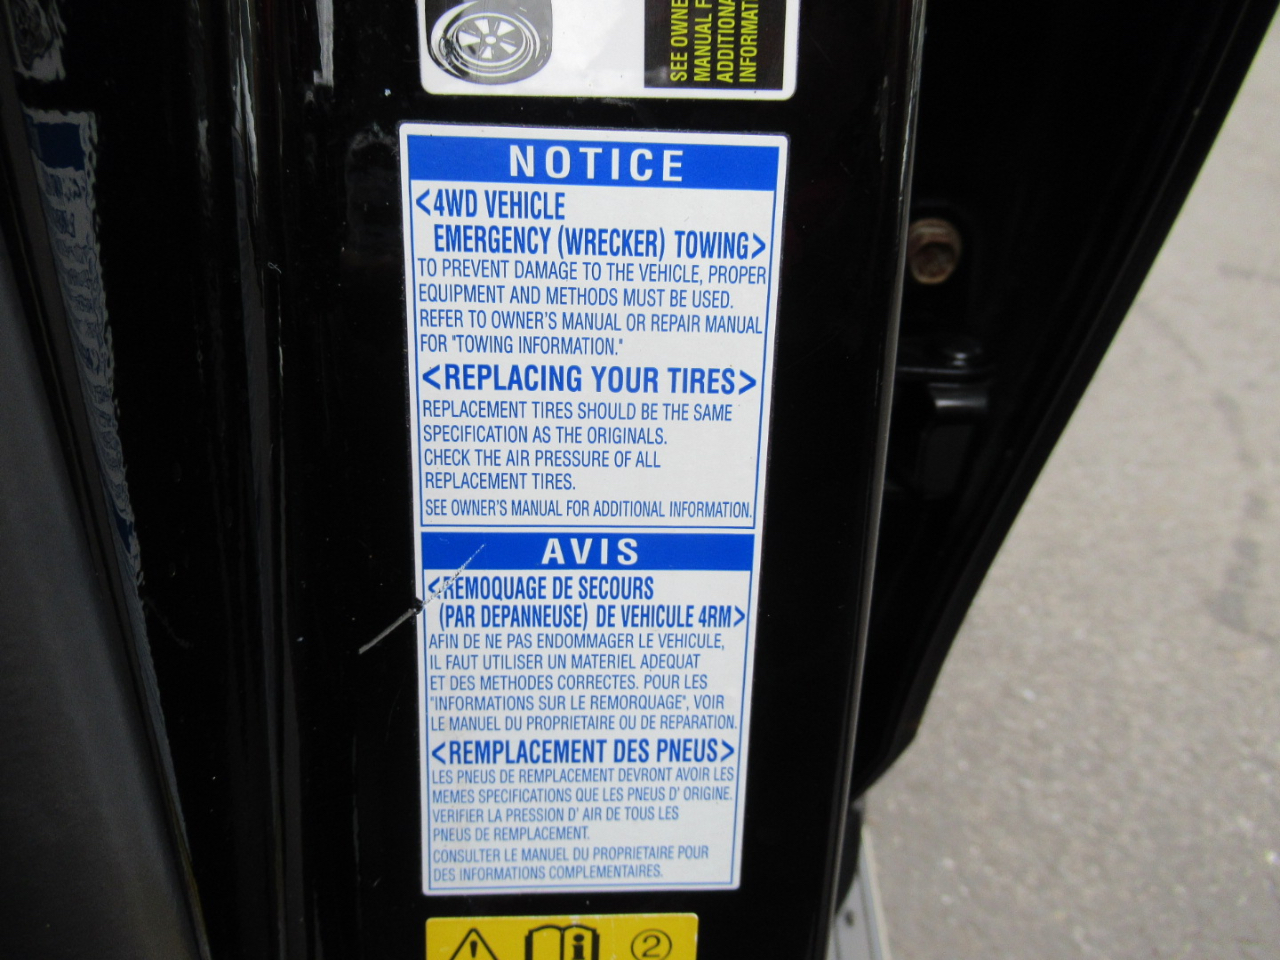 SEE OWNE
MANUAL F
ADDITIONA
INFORMAT
NOTICE
<4WD VEHICLE
EMERGENCY (WRECKER) TOWING>
TO PREVENT DAMAGE TO THE VEHICLE, PROPER
EQUIPMENT AND METHODS MUST BE USED.
REFER TO OWNER'S MANUAL OR REPAIR MANUAL
FOR "TOWING INFORMATION."
<REPLACING YOUR TIRES>
REPLACEMENT TIRES SHOULD BE THE SAME
SPECIFICATION AS THE ORIGINALS.
CHECK THE AIR PRESSURE OF ALL
REPLACEMENT TIRES.
SEE OWNER'S MANUAL FOR ADDITIONAL INFORMATION.
AVIS
<REMOQUAGE DE SECOURS
(PAR DEPANNEUSE) DE VEHICULE 4RM>
AFIN DE NE PAS ENDOMMAGER LE VEHICULE,
IL FAUT UTILISER UN MATERIEL ADEQUAT
ET DES METHODES CORRECTES. POUR LES
"INFORMATIONS SUR LE REMORQUAGE", VOIR
LE MANUEL DU PROPRIETAIRE OU DE REPARATION.
<REMPLACEMENT DES PNEUS>
LES PNEUS DE REMPLACEMENT DEVRONT AVOIR LES
MEMES SPECIFICATIONS QUE LES PNEUS D' ORIGINE.
VERIFIER LA PRESSION D' AIR DE TOUS LES
PNEUS DE REMPLACEMENT.
CONSULTER LE MANUEL DU PROPRIETAIRE POUR
DES INFORMATIONS COMPLEMENTAIRES.
2